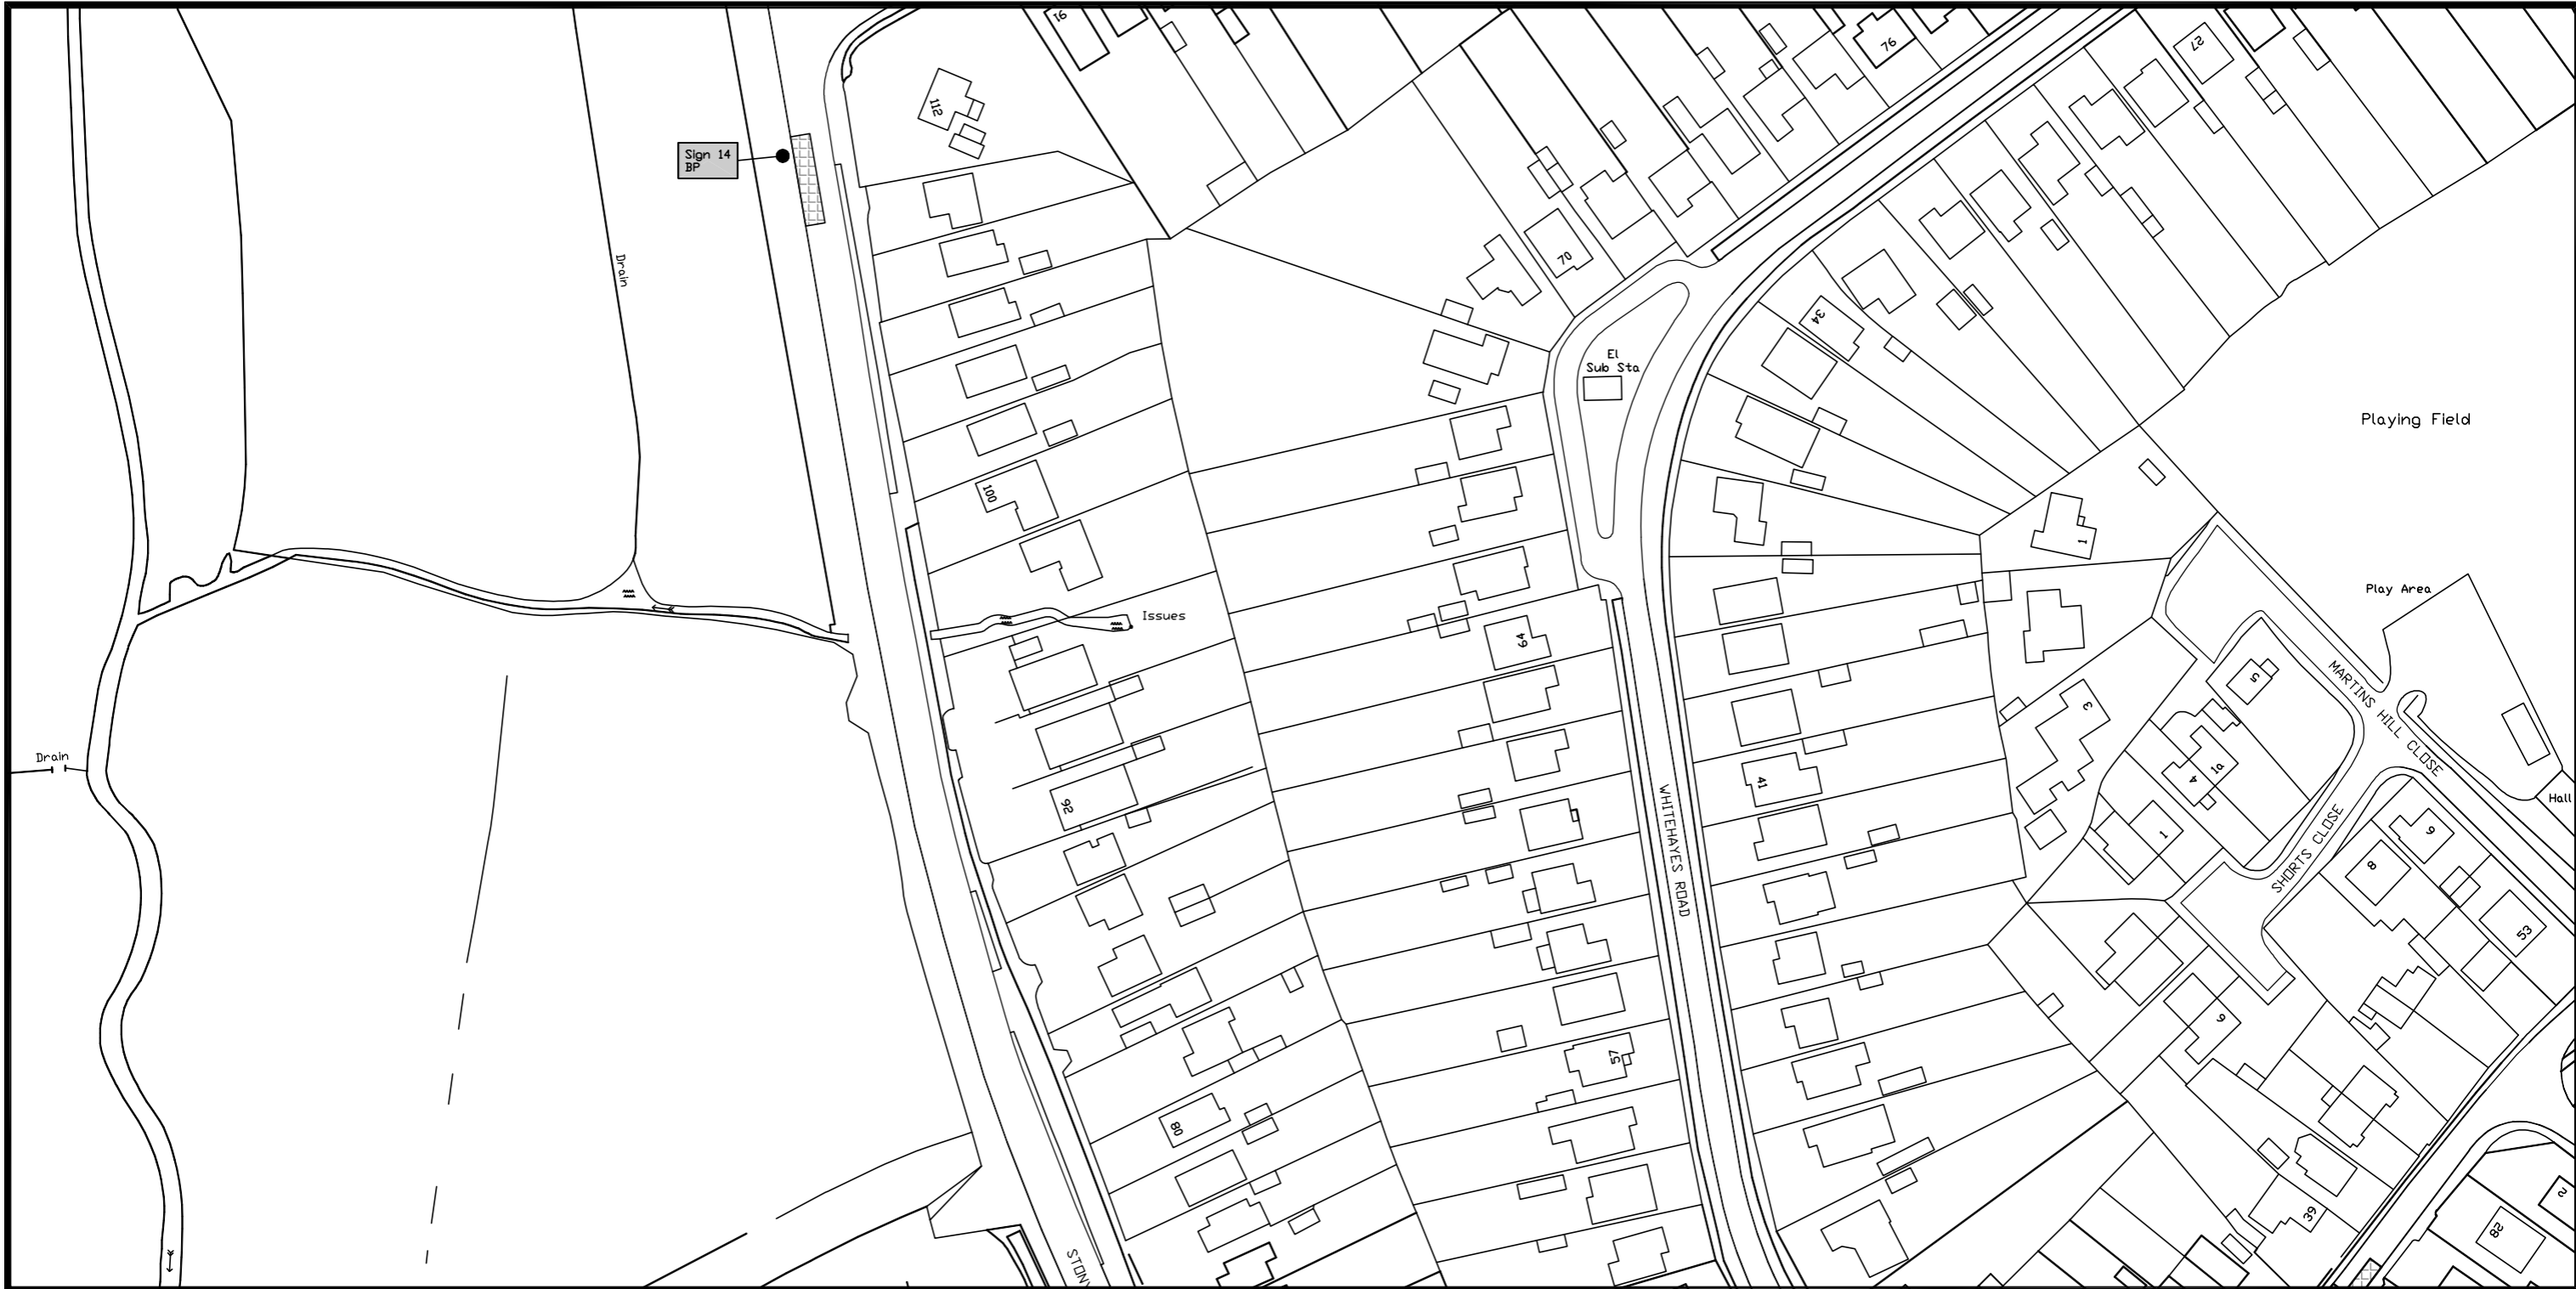 16
76
27
112
Sign 14
BP
70
Drain
34
El
Sub Sta
Playing Field
100
1
Play Area
Issues
64
MARTINS HILL CLOSE
5
3
Drain
1a
4
41
92
WHITEHAYES ROAD
SHORTS CLOSE
Hall
1
9
8
53
9
57
80
39
2
82
STONY